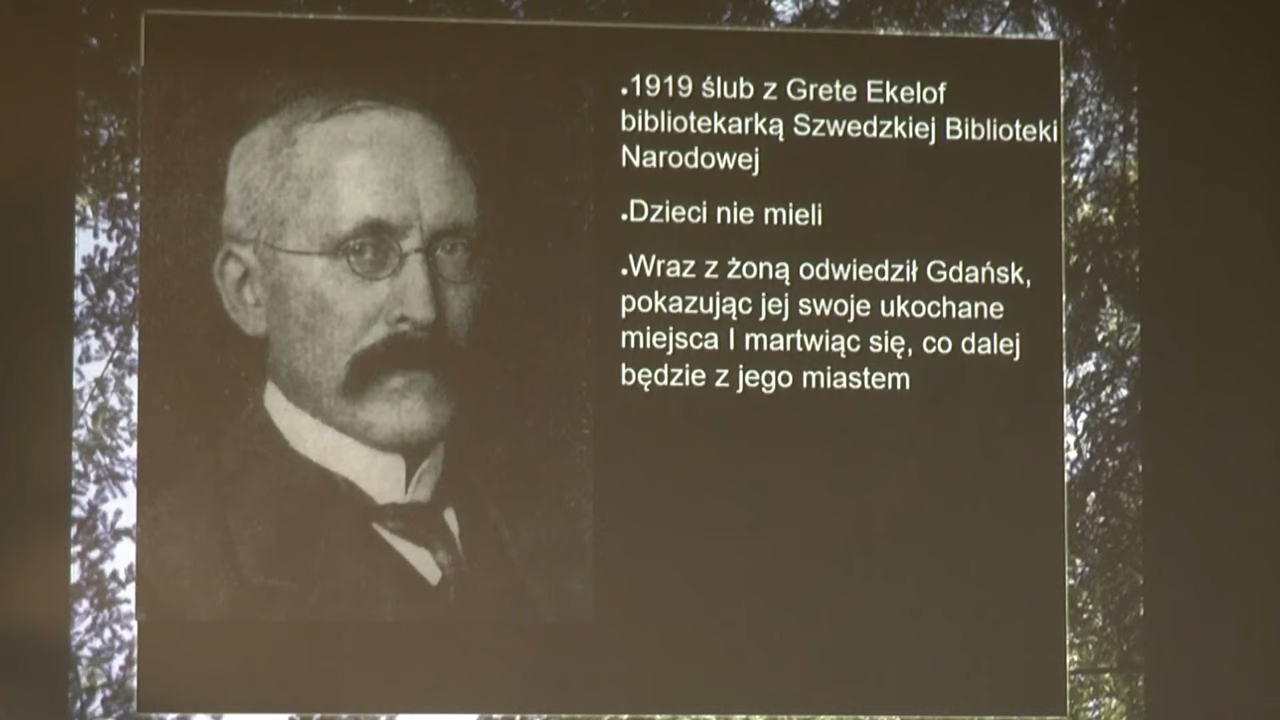 .1919 ślub z Grete Ekelof
bibliotekarką Szwedzkiej Biblioteki
Narodowej
.Dzieci nie mieli
.Wraz z żoną odwiedził Gdańsk,
pokazując jej swoje ukochane
miejsca I martwiąc się, co dalej
będzie z jego miastem